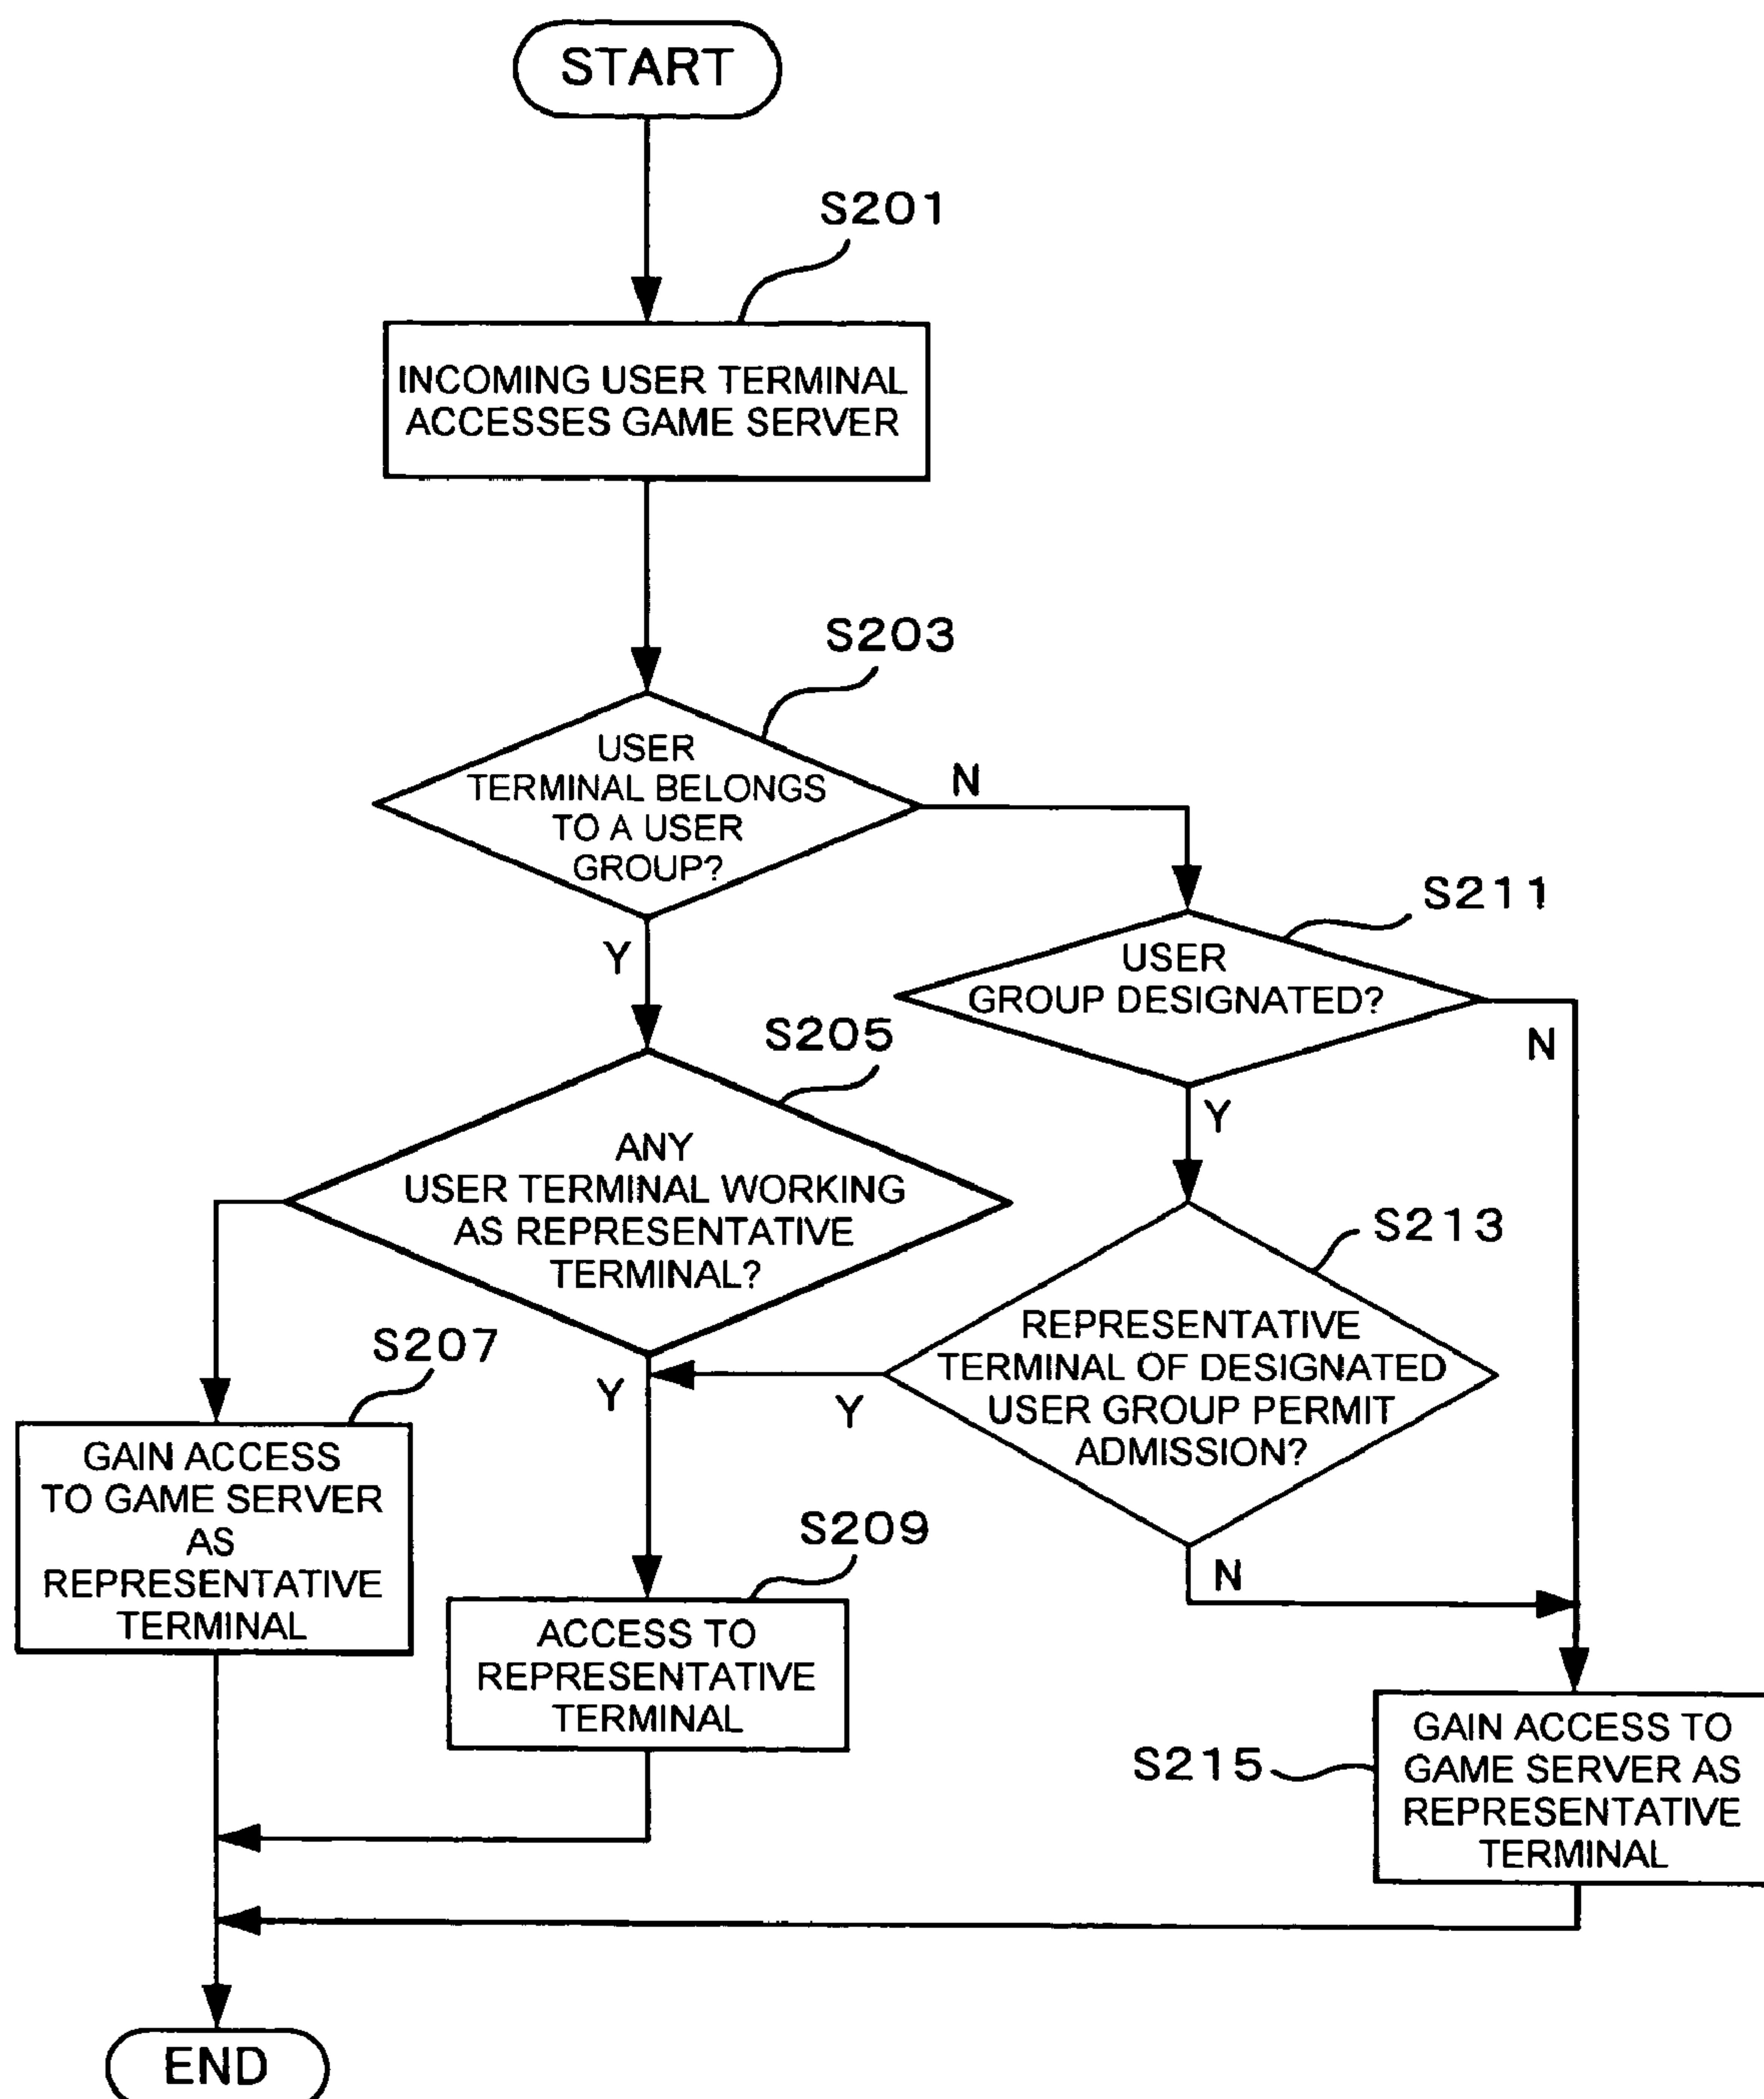 START
S201
INCOMING USER TERMINAL
ACCESSES GAME SERVER
S203
USER
TERMINAL BELONGS
TO A USER
GROUP?
N
Y
S211
USER
GROUP DESIGNATED?
N
Y
S205
ANY
USER TERMINAL WORKING
AS REPRESENTATIVE
TERMINAL?
Y
S213
REPRESENTATIVE
TERMINAL OF DESIGNATED
USER GROUP PERMIT
ADMISSION?
Y
N
S207
GAIN ACCESS
TO GAME SERVER
AS
REPRESENTATIVE
TERMINAL
S209
ACCESS TO
REPRESENTATIVE
TERMINAL
S215
GAIN ACCESS TO
GAME SERVER AS
REPRESENTATIVE
TERMINAL
END